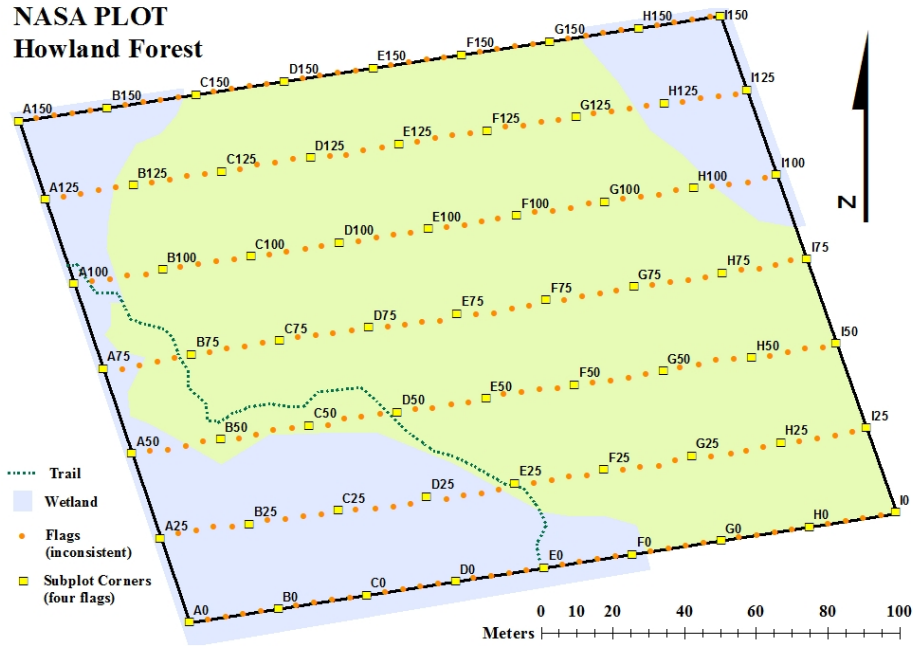 NASA PLOT
Howland Forest
A150 B150 C150 D150 E150 F150 G150 H150 I150
A125 B125 C125 D125 E125 F125 G125 H125 I125
A100 B100 C100 D100 E100 F100 G100 H100 I100
A75 B75 C75 D75 E75 F75 G75 H75 I75
A50 B50 C50 D50 E50 F50 G50 H50 I50
A25 B25 C25 D25 E25 F25 G25 H25 I25
A0 B0 C0 D0 E0 F0 G0 H0 I0
N
Trail
Wetland
Flags
(inconsistent)
Subplot Corners
(four flags)
0 10 20 40 60 80 100
Meters